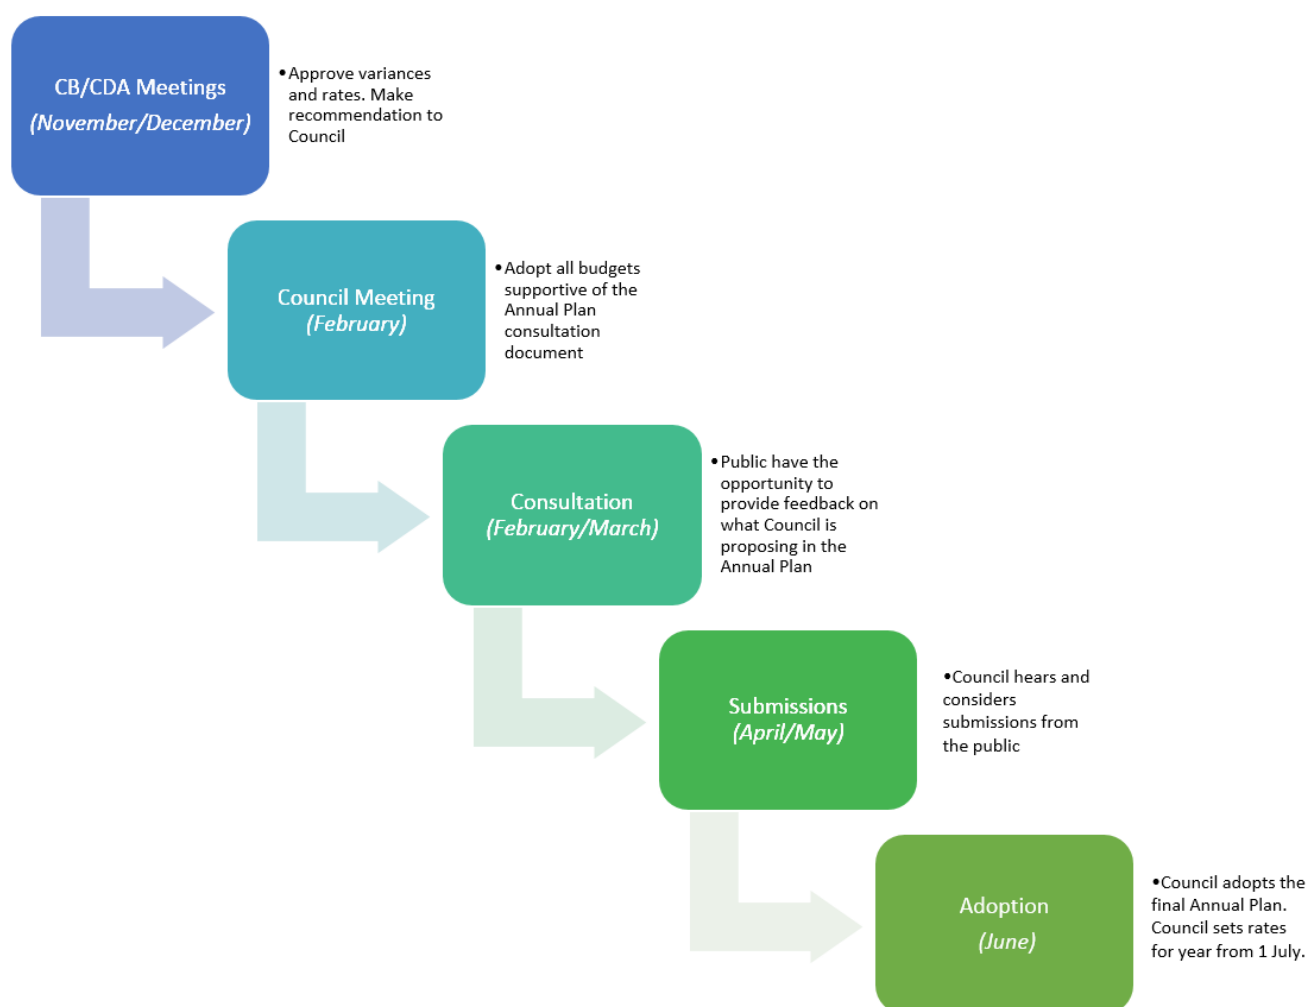 CB/CDA Meetings
(November/December)
•Approve variances
and rates. Make
recommendation to
Council
Council Meeting
(February)
•Adopt all budgets
supportive of the
Annual Plan
consultation
document
Consultation
(February/March)
•Public have the
opportunity to
provide feedback on
what Council is
proposing in the
Annual Plan
Submissions
(April/May)
•Council hears and
considers
submissions from
the public
Adoption
(June)
•Council adopts the
final Annual Plan.
Council sets rates
for year from 1 July.